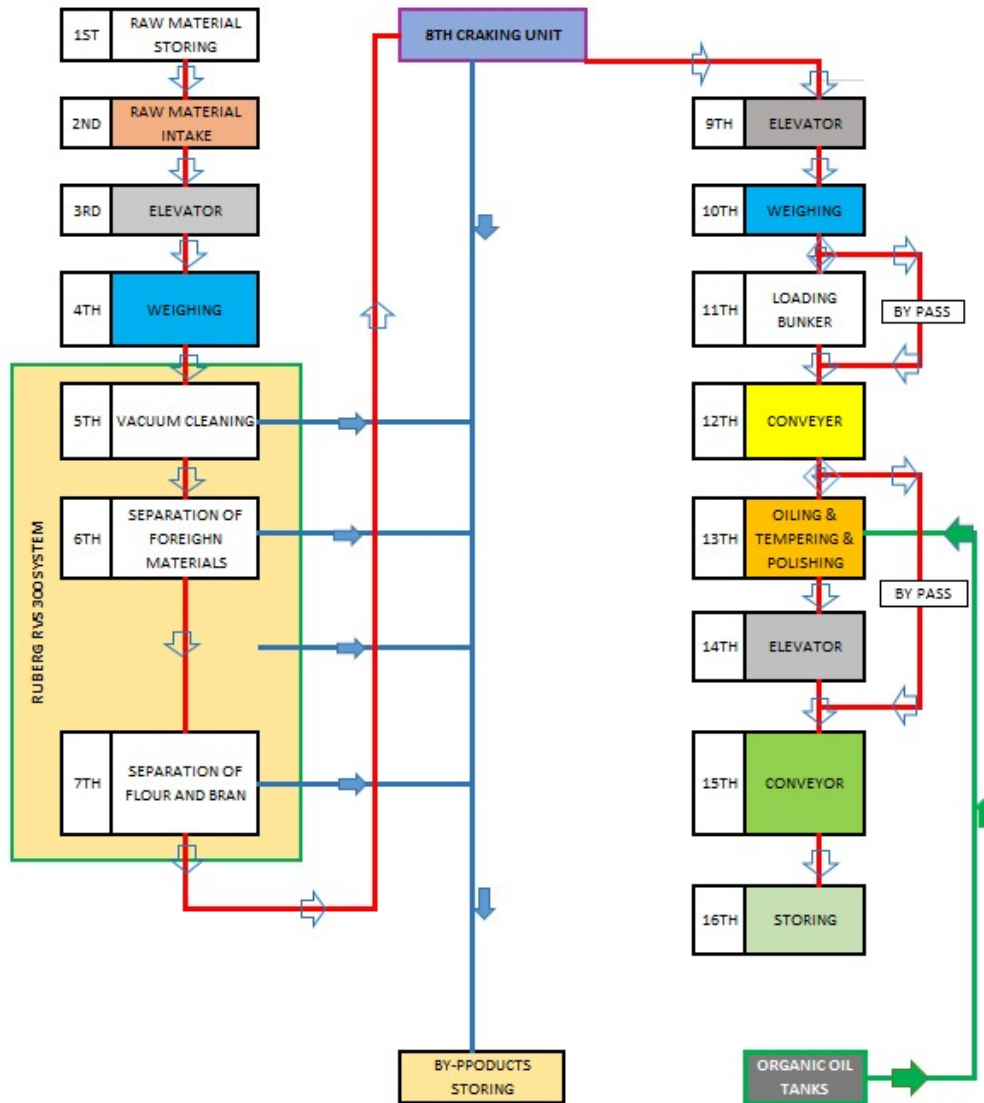 1ST
RAW MATERIAL
STORING
2ND
RAW MATERIAL
INTAKE
3RD
ELEVATOR
4TH
WEIGHING
RUBERG RVS 300SYSTEM
5TH
VACUUM CLEANING
6TH
SEPARATION OF
FOREIGHN
MATERIALS
7TH
SEPARATION OF
FLOUR AND BRAN
8TH CRAKING UNIT
BY-PPODUCTS
STORING
9TH
ELEVATOR
10TH
WEIGHING
11TH
LOADING
BUNKER
BY PASS
12TH
CONVEYER
13TH
OILING &
TEMPERING &
POLISHING
BY PASS
14TH
ELEVATOR
15TH
CONVEYOR
16TH
STORING
ORGANIC OIL
TANKS